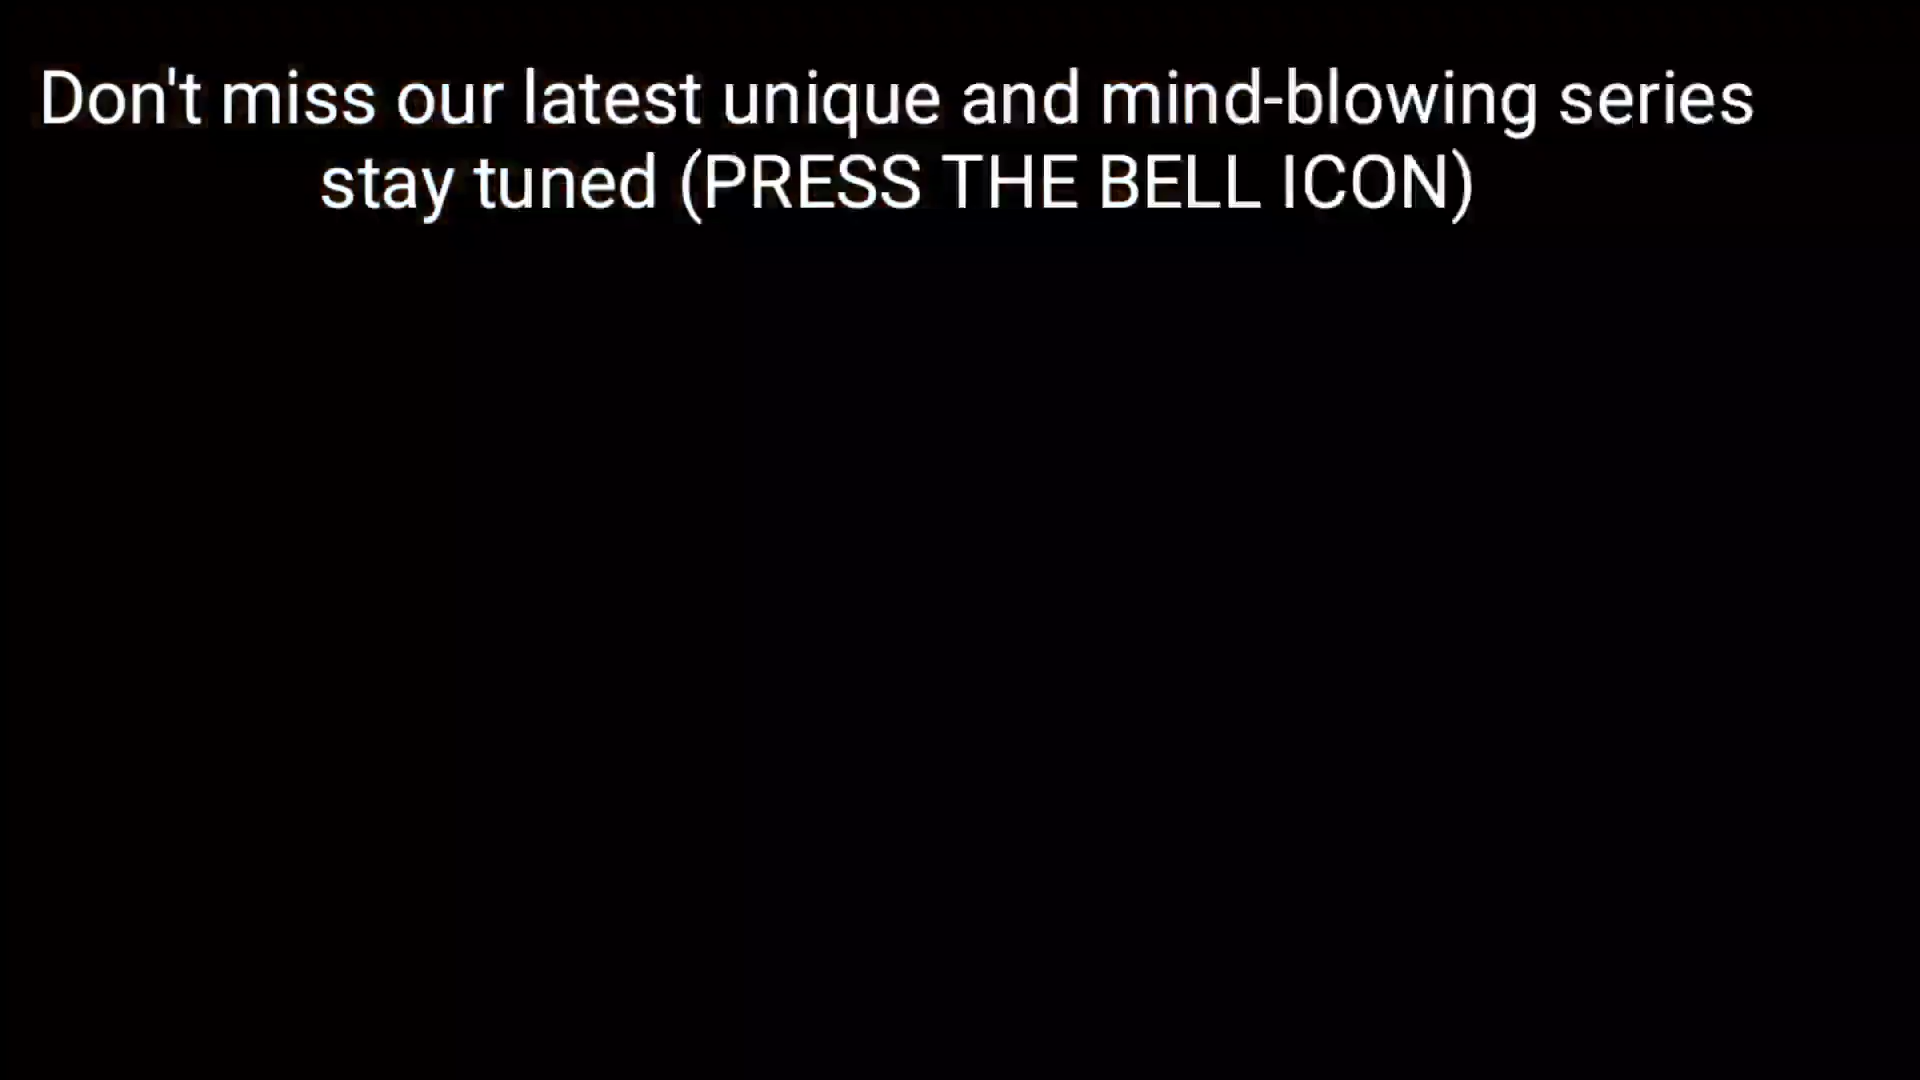 Don't miss our latest unique and mind-blowing series
stay tuned (PRESS THE BELL ICON)